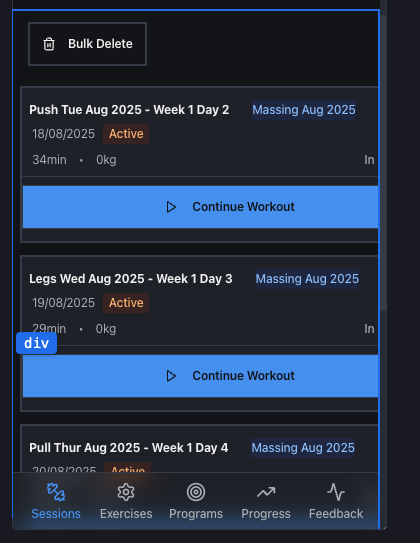 Bulk Delete
Push Tue Aug 2025 - Week 1 Day 2 Massing Aug 2025
18/08/2025 Active
34min • 0kg In
Continue Workout
Legs Wed Aug 2025 - Week 1 Day 3 Massing Aug 2025
19/08/2025 Active
29min • 0kg In
div
Continue Workout
Pull Thur Aug 2025 - Week 1 Day 4 Massing Aug 2025
20/08/2025 Active
Sessions Exercises Programs Progress Feedback